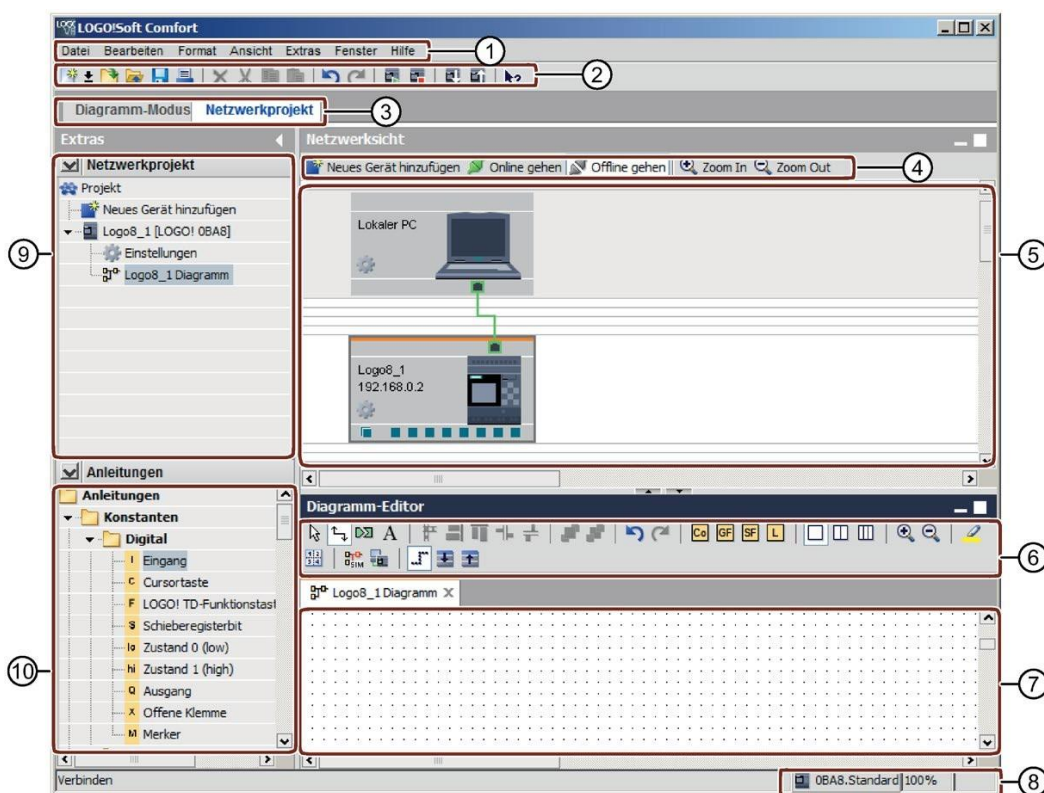 LOGO!Soft Comfort
Datei Bearbeiten Format Ansicht Extras Fenster Hilfe
1
2
Diagramm-Modus Netzwerkprojekt
3
Extras
Netzwerksicht
Netzwerkprojekt
Neues Gerät hinzufügen Online gehen Offline gehen Zoom In Zoom Out
4
Projekt
Neues Gerät hinzufügen
Logo8_1 [LOGO! 0BA8]
Einstellungen
Logo8_1 Diagramm
9
Lokaler PC
5
Logo8_1
192.168.0.2
Anleitungen
Anleitungen
Konstanten
Digital
I Eingang
C Cursortaste
F LOGO! TD-Funktionstast
S Schieberegisterbit
lo Zustand 0 (low)
hi Zustand 1 (high)
Q Ausgang
X Offene Klemme
M Merker
10
Diagramm-Editor
A Co GF SF L
SIM
6
Logo8_1 Diagramm
7
Verbinden
0BA8.Standard 100%
8